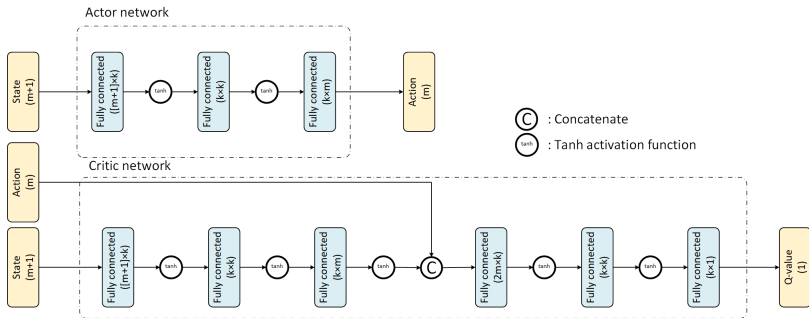 Actor network
State
(m+1)
Fully connected
([m+1]×k)
tanh
Fully connected
(k×k)
tanh
Fully connected
(k×m)
Action
(m)
C : Concatenate
tanh : Tanh activation function
Action
(m)
Critic network
State
(m+1)
Fully connected
([m+1]×k)
tanh
Fully connected
(k×k)
tanh
Fully connected
(k×m)
tanh
C
Fully connected
(2m×k)
tanh
Fully connected
(k×k)
tanh
Fully connected
(k×1)
Q-value
(1)